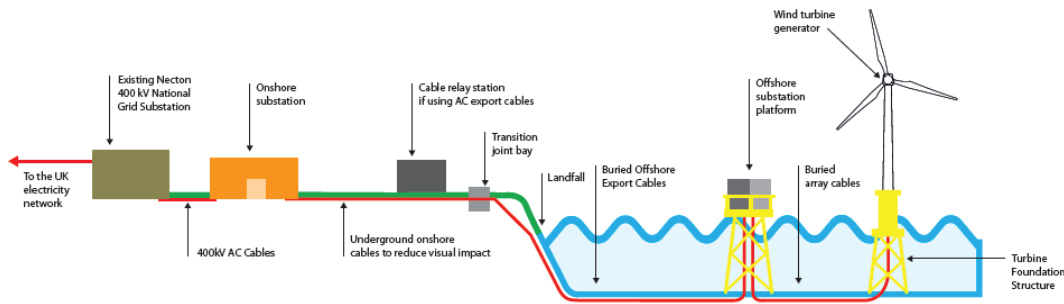 Wind turbine
generator
Existing Necton
400 kV National
Grid Substation
Onshore
substation
Cable relay station
if using AC export cables
Offshore
substation
platform
Transition
joint bay
To the UK
electricity
network
Landfall
Buried Offshore
Export Cables
Buried
array cables
400kV AC Cables
Underground onshore
cables to reduce visual impact
Turbine
Foundation
Structure